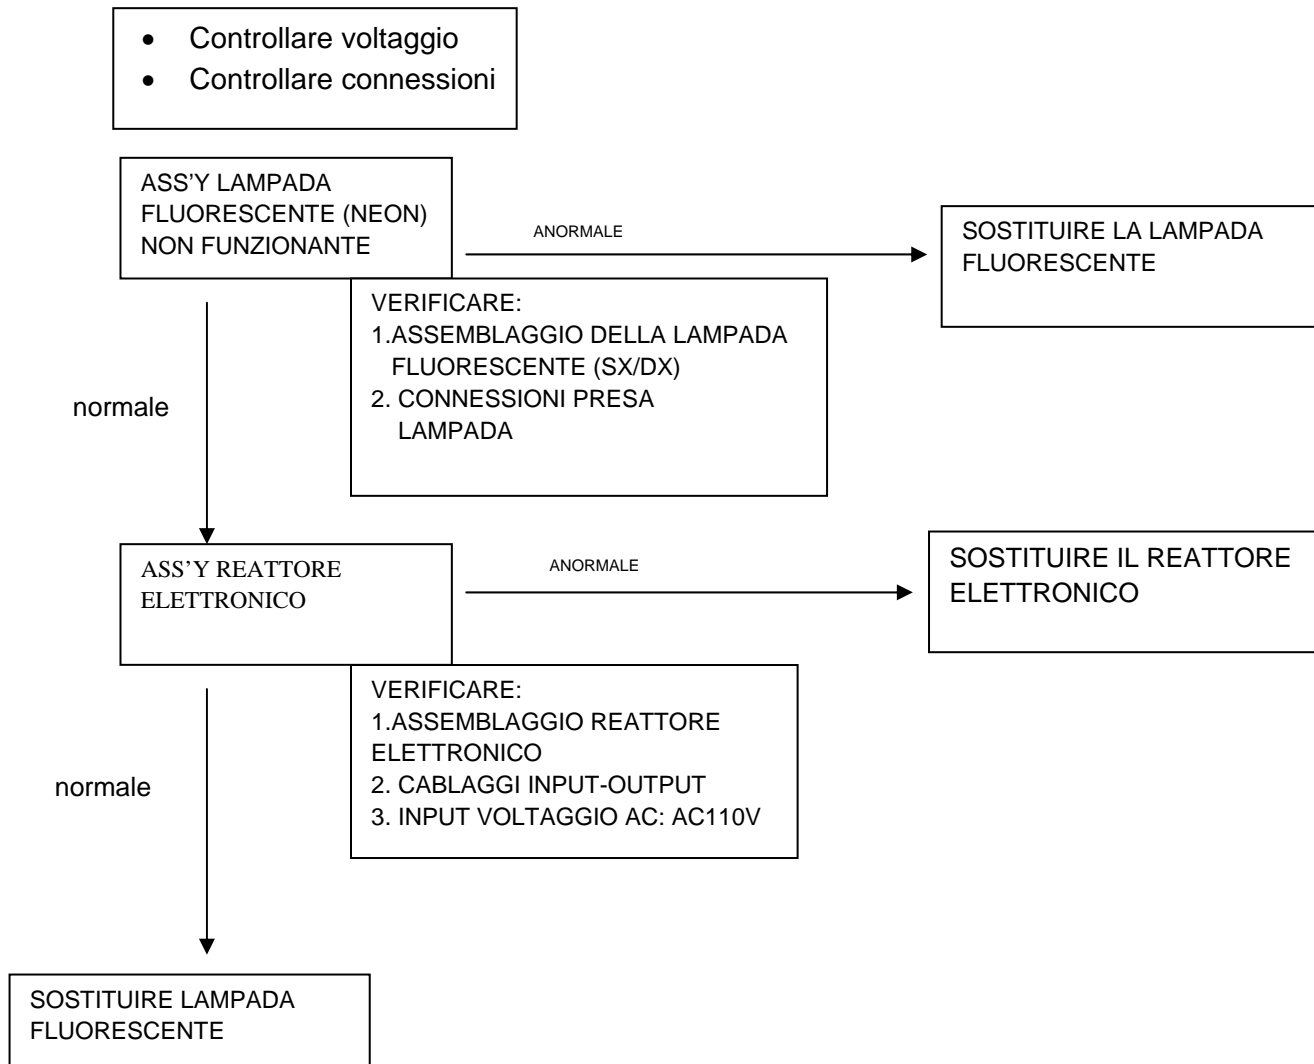 • Controllare voltaggio
• Controllare connessioni
ASS’Y LAMPADA
FLUORESCENTE (NEON)
NON FUNZIONANTE
ANORMALE
SOSTITUIRE LA LAMPADA
FLUORESCENTE
VERIFICARE:
1.ASSEMBLAGGIO DELLA LAMPADA
FLUORESCENTE (SX/DX)
2. CONNESSIONI PRESA
LAMPADA
normale
ASS’Y REATTORE
ELETTRONICO
ANORMALE
SOSTITUIRE IL REATTORE
ELETTRONICO
VERIFICARE:
1.ASSEMBLAGGIO REATTORE
ELETTRONICO
2. CABLAGGI INPUT-OUTPUT
3. INPUT VOLTAGGIO AC: AC110V
normale
SOSTITUIRE LAMPADA
FLUORESCENTE